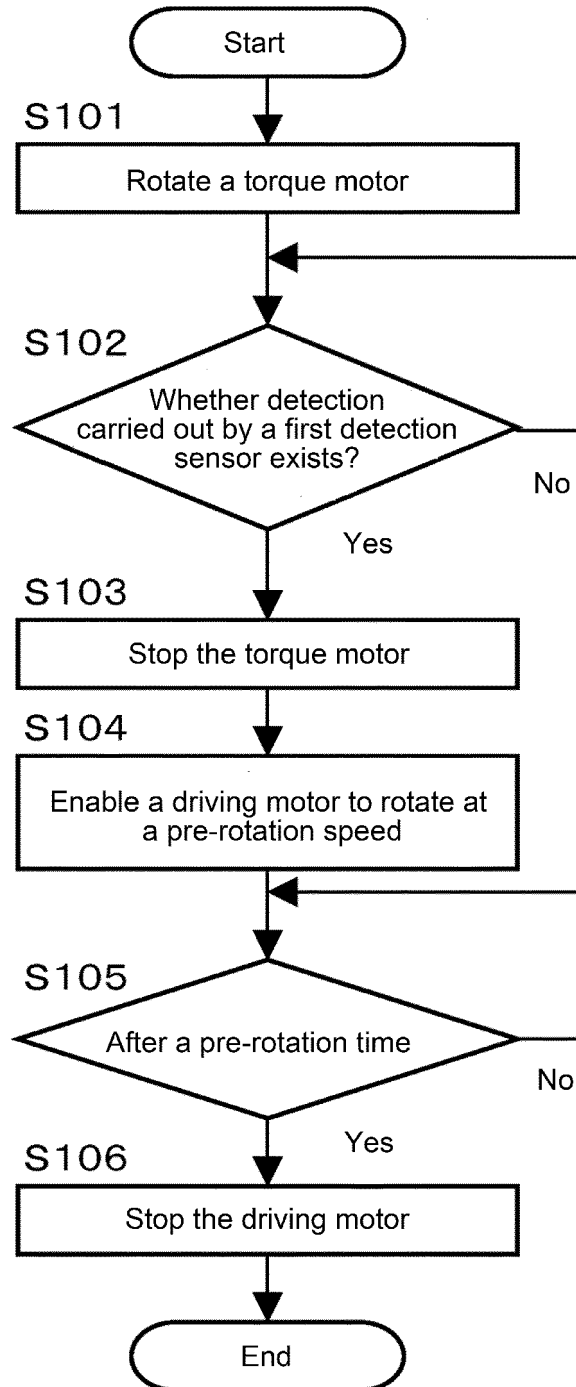 Start
S101
Rotate a torque motor
S102
Whether detection
carried out by a first detection
sensor exists?
No
Yes
S103
Stop the torque motor
S104
Enable a driving motor to rotate at
a pre-rotation speed
S105
After a pre-rotation time
No
Yes
S106
Stop the driving motor
End